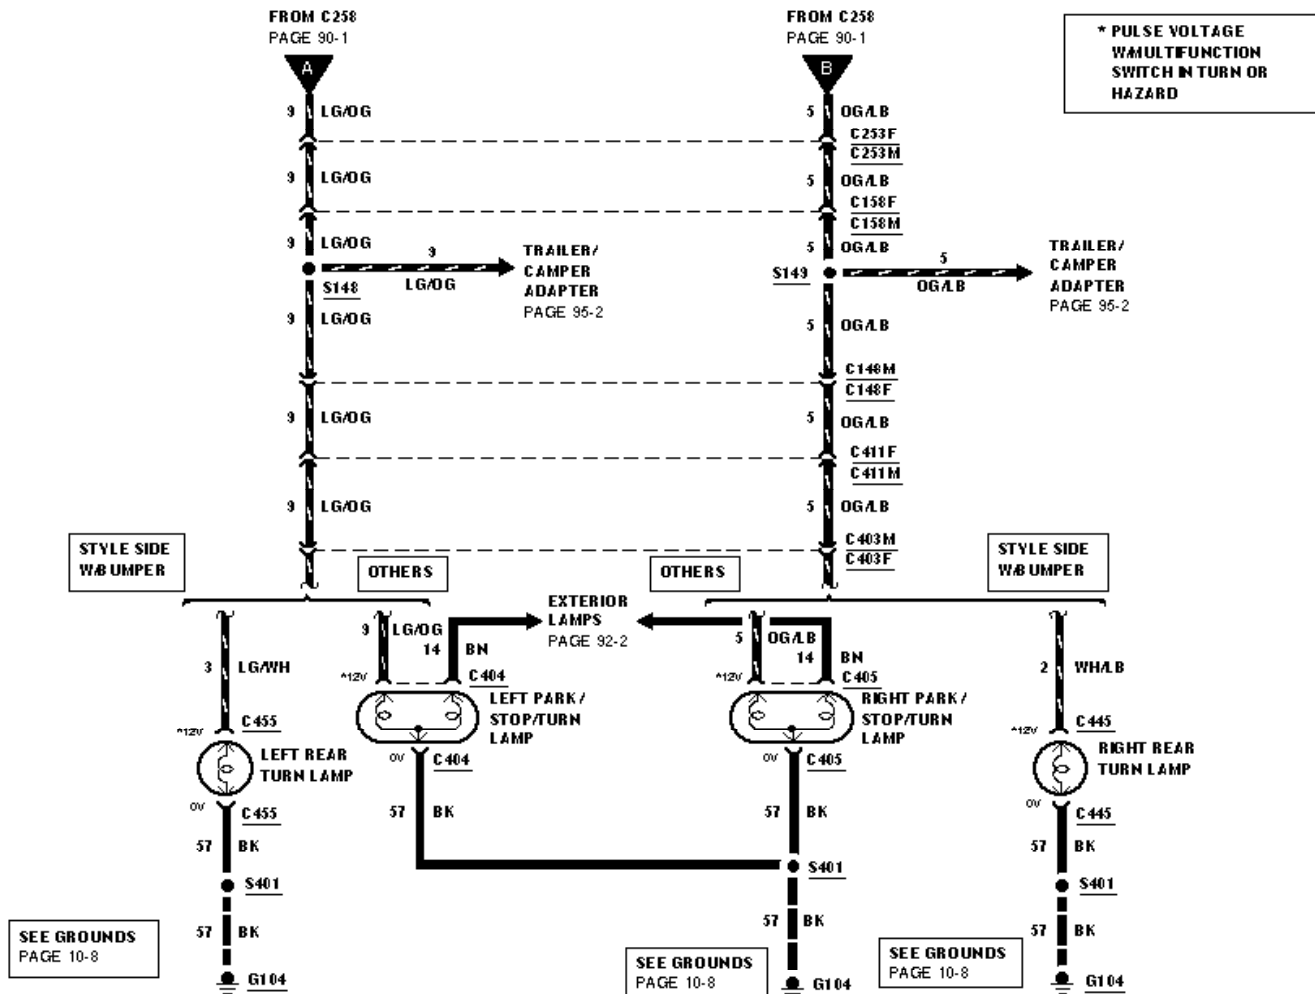 FROM C258
PAGE 90-1
A
FROM C258
PAGE 90-1
B
* PULSE VOLTAGE
W/MULTIFUNCTION
SWITCH IN TURN OR
HAZARD
9 LG/OG
5 OG/LB
C253F
C253M
9 LG/OG
5 OG/LB
C158F
C158M
9 LG/OG
5 OG/LB
9
LG/OG
S148
TRAILER/
CAMPER
ADAPTER
PAGE 95-2
S149
5
OG/LB
TRAILER/
CAMPER
ADAPTER
PAGE 95-2
9 LG/OG
5 OG/LB
C148M
C148F
9 LG/OG
5 OG/LB
C411F
C411M
9 LG/OG
5 OG/LB
C403M
C403F
STYLE SIDE
W/BUMPER
OTHERS
OTHERS
STYLE SIDE
W/BUMPER
EXTERIOR
LAMPS
PAGE 92-2
3 LG/WH
9 LG/OG
14 BN
5 OG/LB
14 BN
2 WH/LB
^12V
C404
LEFT PARK/
STOP/TURN
LAMP
^12V
C405
RIGHT PARK/
STOP/TURN
LAMP
^12V
C455
LEFT REAR
TURN LAMP
^12V
C445
RIGHT REAR
TURN LAMP
0V
C404
0V
C405
0V
C455
0V
C445
57 BK
57 BK
57 BK
57 BK
S401
S401
S401
57 BK
57 BK
57 BK
SEE GROUNDS
PAGE 10-8
G104
SEE GROUNDS
PAGE 10-8
G104
SEE GROUNDS
PAGE 10-8
G104